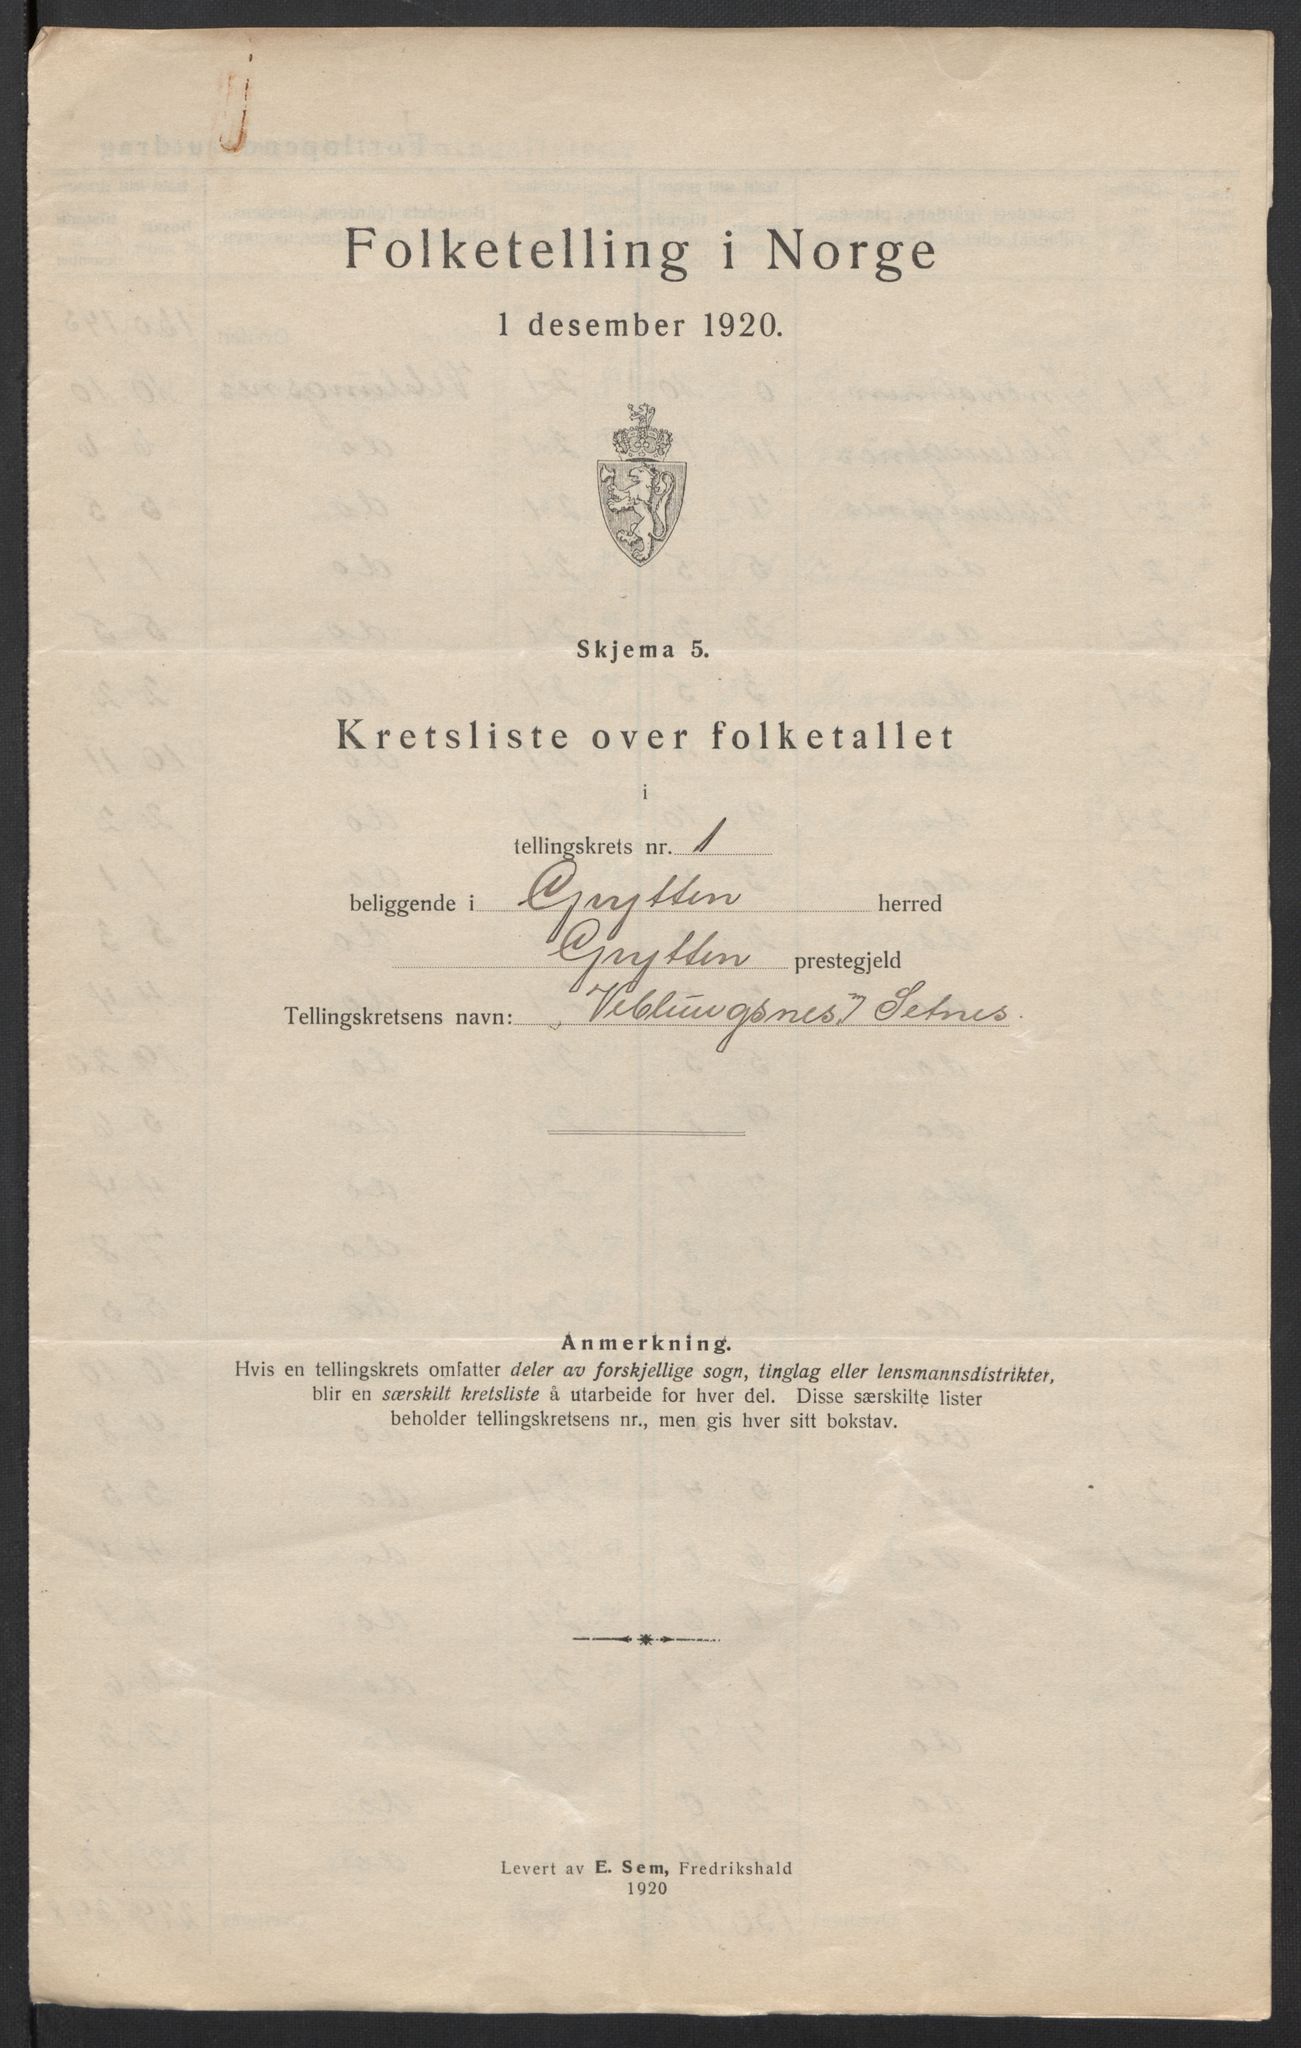 Folketelling i Norge
1 desember 1920.
Skjema 5.
Kretsliste over folketallet
i
tellingskrets nr. 1
beliggende i Grytten herred
Grytten prestegjeld
Tellingskretsens navn: „Veblungsnes" Setnes.
Anmerkning.
Hvis en tellingskrets omfatter deler av forskjellige sogn, tinglag eller lensmannsdistrikter,
blir en særskilt kretsliste å utarbeide for hver del. Disse særskilte lister
beholder tellingskretsens nr., men gis hver sitt bokstav.
Levert av E. Sem, Fredrikshald
1920